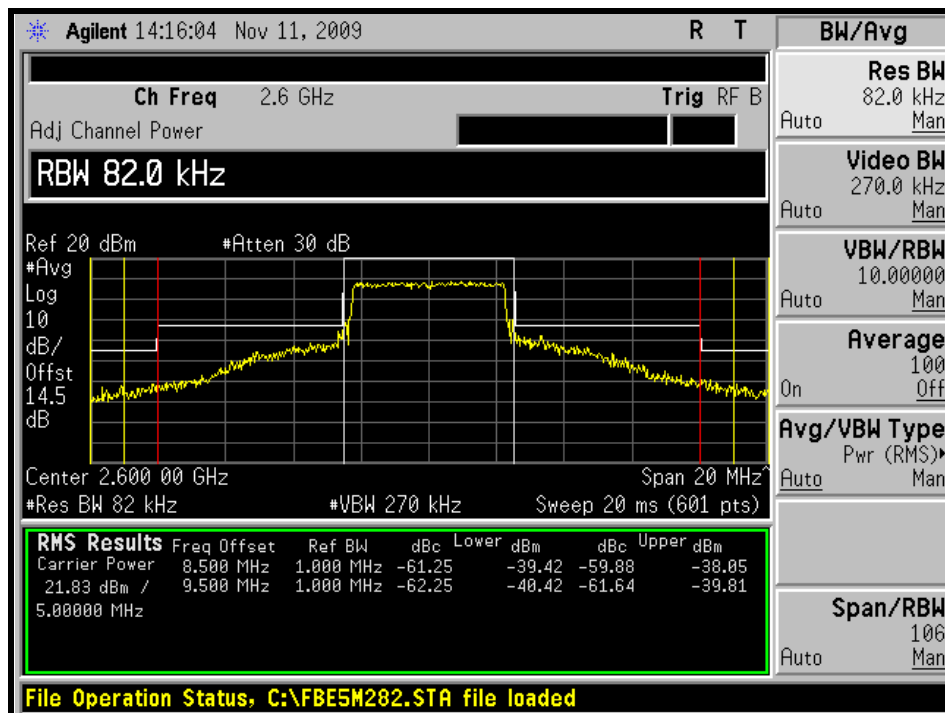 Agilent 14:16:04 Nov 11, 2009 R T
BW/Avg
Ch Freq 2.6 GHz Trig RF B
Adj Channel Power
RBW 82.0 kHz
Ref 20 dBm #Atten 30 dB
#Avg
Log
10
dB/
Offst
14.5
dB
Center 2.600 00 GHz Span 20 MHz^
#Res BW 82 kHz #VBW 270 kHz Sweep 20 ms (601 pts)
RMS Results Freq Offset Ref BW dBc Lower dBm dBc Upper dBm
Carrier Power 8.500 MHz 1.000 MHz -61.25 -39.42 -59.88 -38.05
21.83 dBm / 9.500 MHz 1.000 MHz -62.25 -40.42 -61.64 -39.81
5.00000 MHz
Res BW
82.0 kHz
Auto Man
Video BW
270.0 kHz
Auto Man
VBW/RBW
10.00000
Auto Man
Average
100
On Off
Avg/VBW Type
Pwr (RMS)
Auto Man
Span/RBW
106
Auto Man
File Operation Status, C:\FBE5M282.STA file loaded